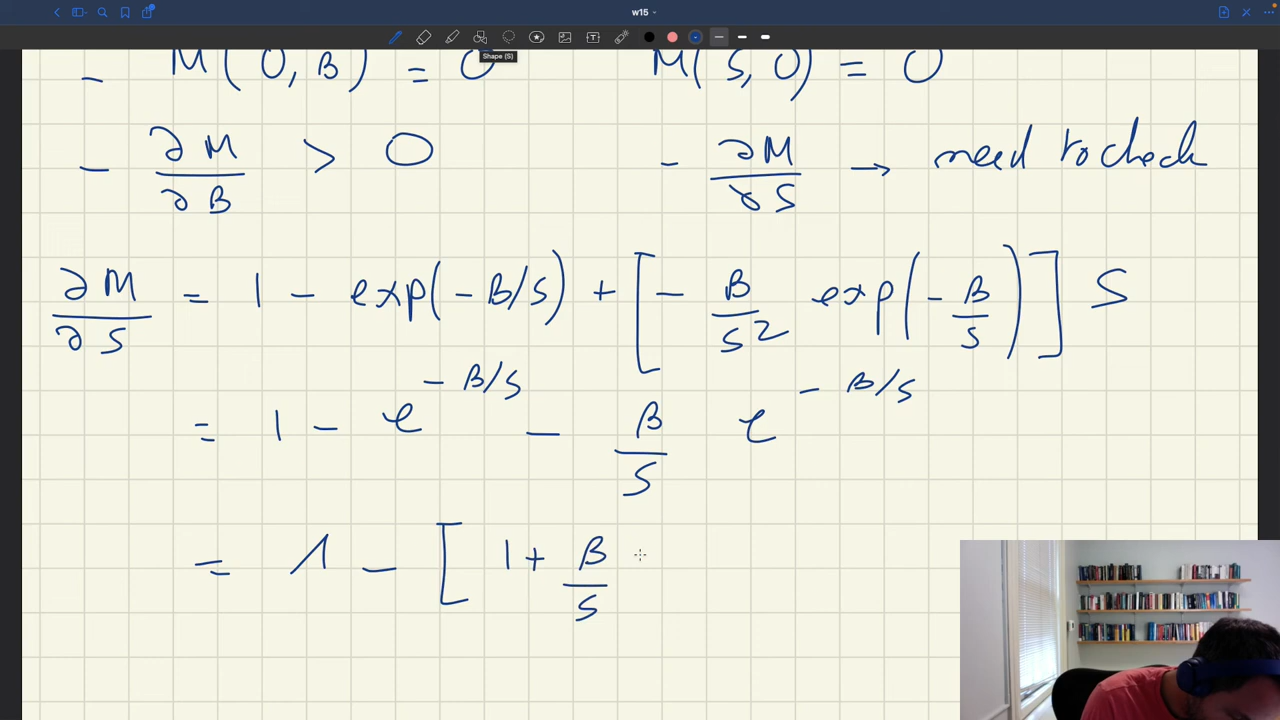 w15
Shape (S)
- M(0, B) = 0 M(S, 0) = 0
- ∂M/∂B > 0 - ∂M/∂S → need to check
∂M/∂S = 1 - exp(-B/S) + [- B/S² exp(-B/S)] S
= 1 - e^(-B/S) - B/S e^(-B/S)
= 1 - [ 1 + B/S